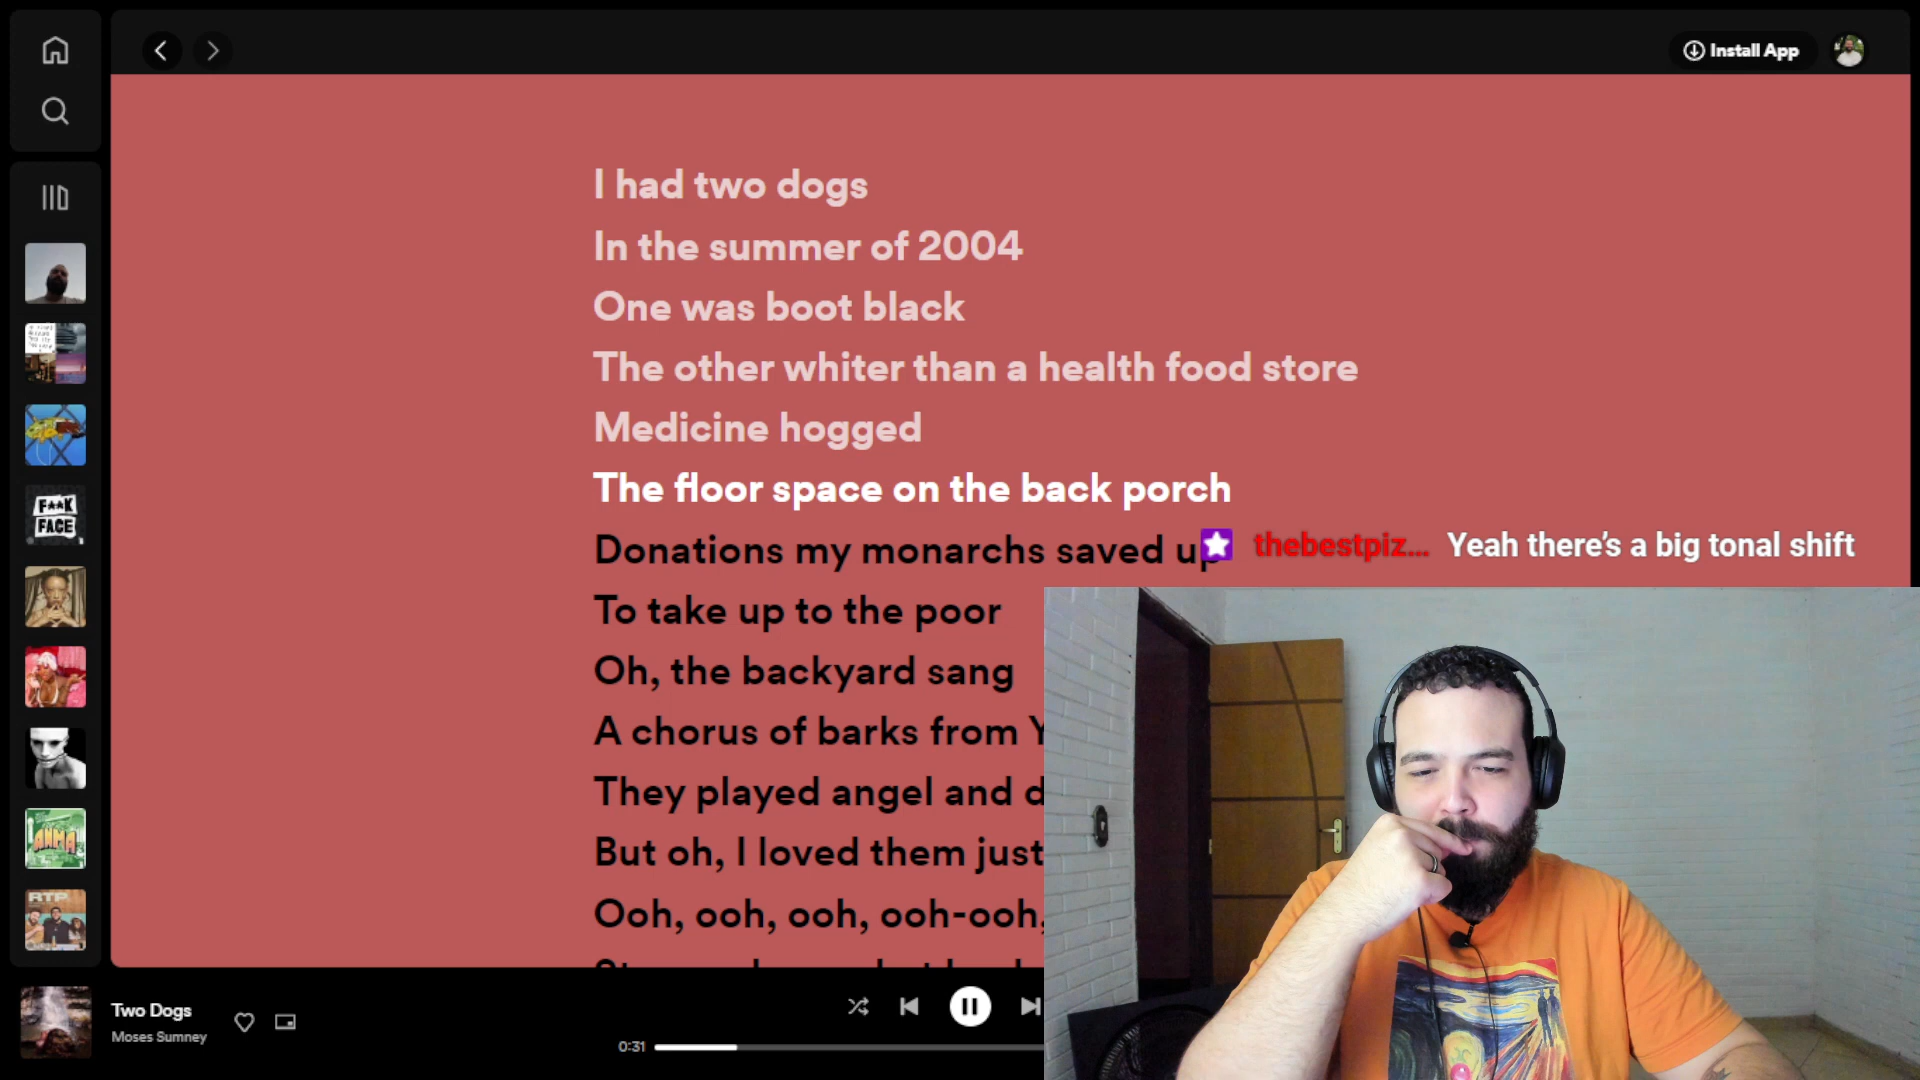 Install App
I had two dogs
In the summer of 2004
One was boot black
The other whiter than a health food store
Medicine hogged
The floor space on the back porch
Donations my monarchs saved up
thebestpiz... Yeah there's a big tonal shift
To take up to the poor
Oh, the backyard sang
A chorus of barks from Y
They played angel and d
But oh, I loved them just
Ooh, ooh, ooh, ooh-ooh,
F**K
FACE
ANMA
RTP
Two Dogs
Moses Sumney
0:31